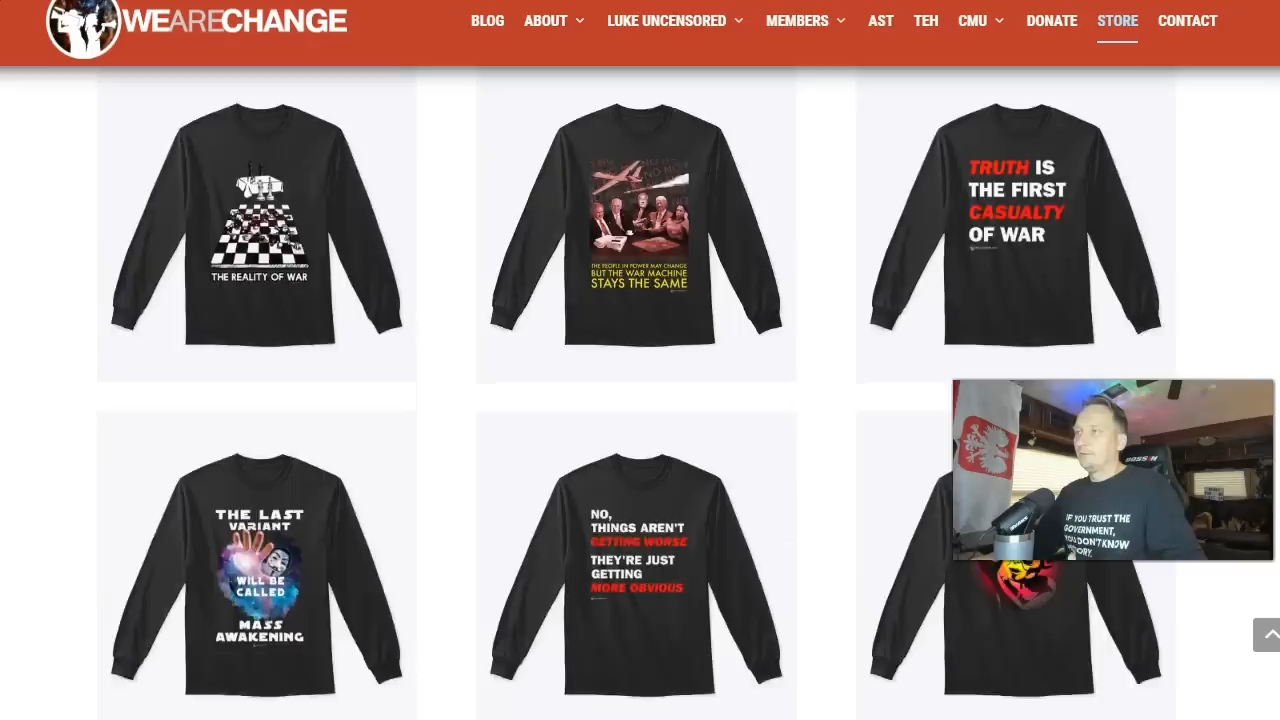 WEARECHANGE
BLOG
ABOUT
LUKE UNCENSORED
MEMBERS
AST
TEH
CMU
DONATE
STORE
CONTACT
THE REALITY OF WAR
THE PEOPLE IN POWER MAY CHANGE
BUT THE WAR MACHINE
STAYS THE SAME
TRUTH IS
THE FIRST
CASUALTY
OF WAR
THE LAST
VARIANT
WILL BE
CALLED
MASS
AWAKENING
NO,
THINGS AREN'T
GETTING WORSE
THEY'RE JUST
GETTING
MORE OBVIOUS
IF YOU TRUST THE
GOVERNMENT,
YOU DON'T KNOW